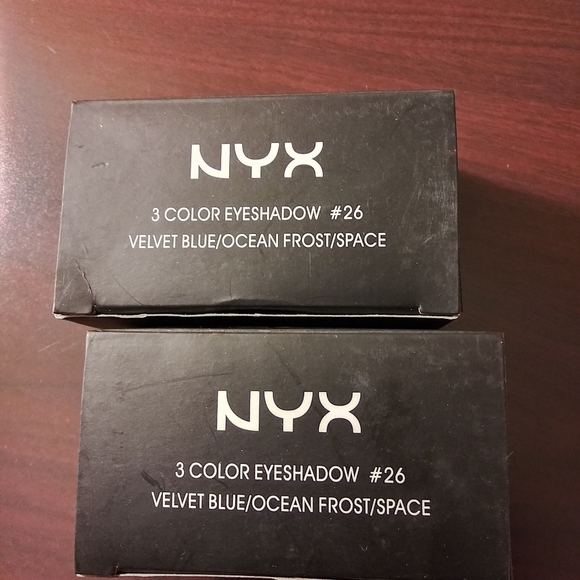 NYX
3 COLOR EYESHADOW #26
VELVET BLUE/OCEAN FROST/SPACE
NYX
3 COLOR EYESHADOW #26
VELVET BLUE/OCEAN FROST/SPACE